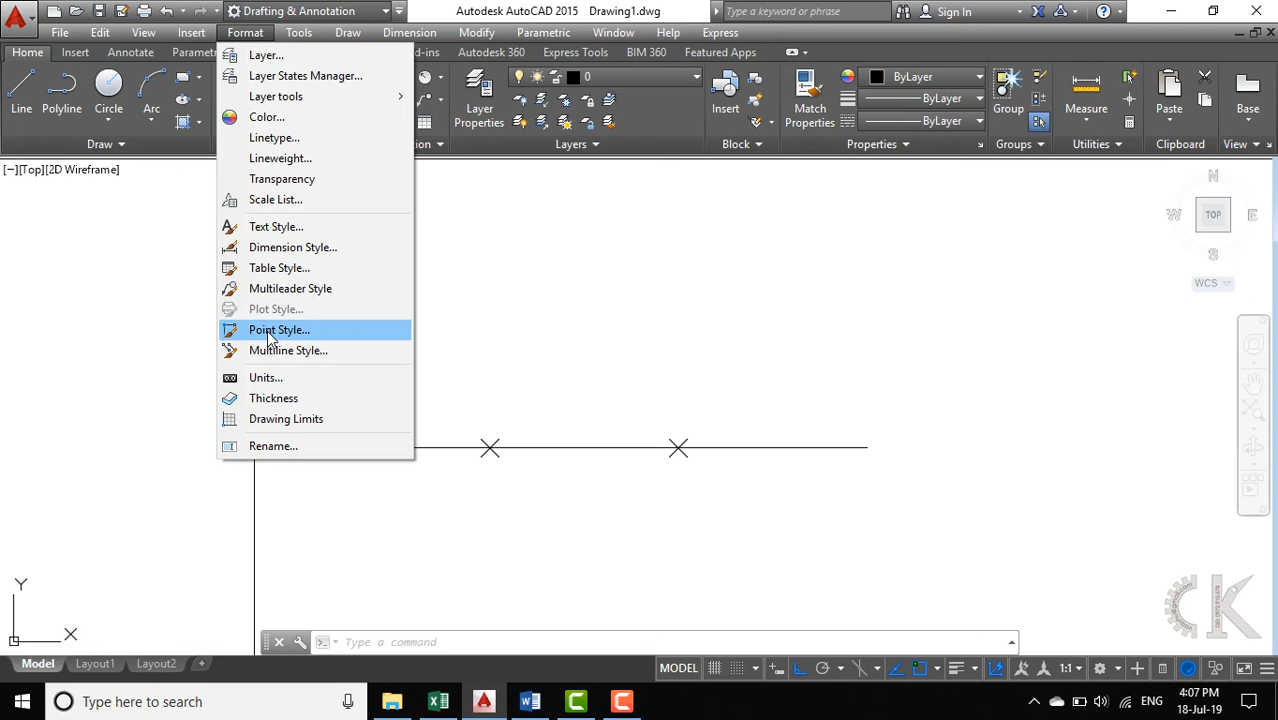 Drafting & Annotation
Autodesk AutoCAD 2015 Drawing1.dwg
Type a keyword or phrase
Sign In
File Edit View Insert Format Tools Draw Dimension Modify Parametric Window Help Express
Home Insert Annotate Paramet
d-ins Autodesk 360 Express Tools BIM 360 Featured Apps
Line Polyline Circle Arc
Draw
Layer Properties
0
Layers
Insert
Block
Match Properties
ByLayer
ByLayer
ByLayer
Properties
Group
Groups
Measure
Utilities
Paste
Clipboard
Base
View
Layer...
Layer States Manager...
Layer tools
Color...
Linetype...
Lineweight...
Transparency
Scale List...
Text Style...
Dimension Style...
Table Style...
Multileader Style
Plot Style...
Point Style...
Multiline Style...
Units...
Thickness
Drawing Limits
Rename...
[−][Top][2D Wireframe]
N
W TOP E
S
WCS
Y
X
Type a command
Model Layout1 Layout2 +
MODEL
1:1
Type here to search
ENG
4:07 PM
18-Jul-19